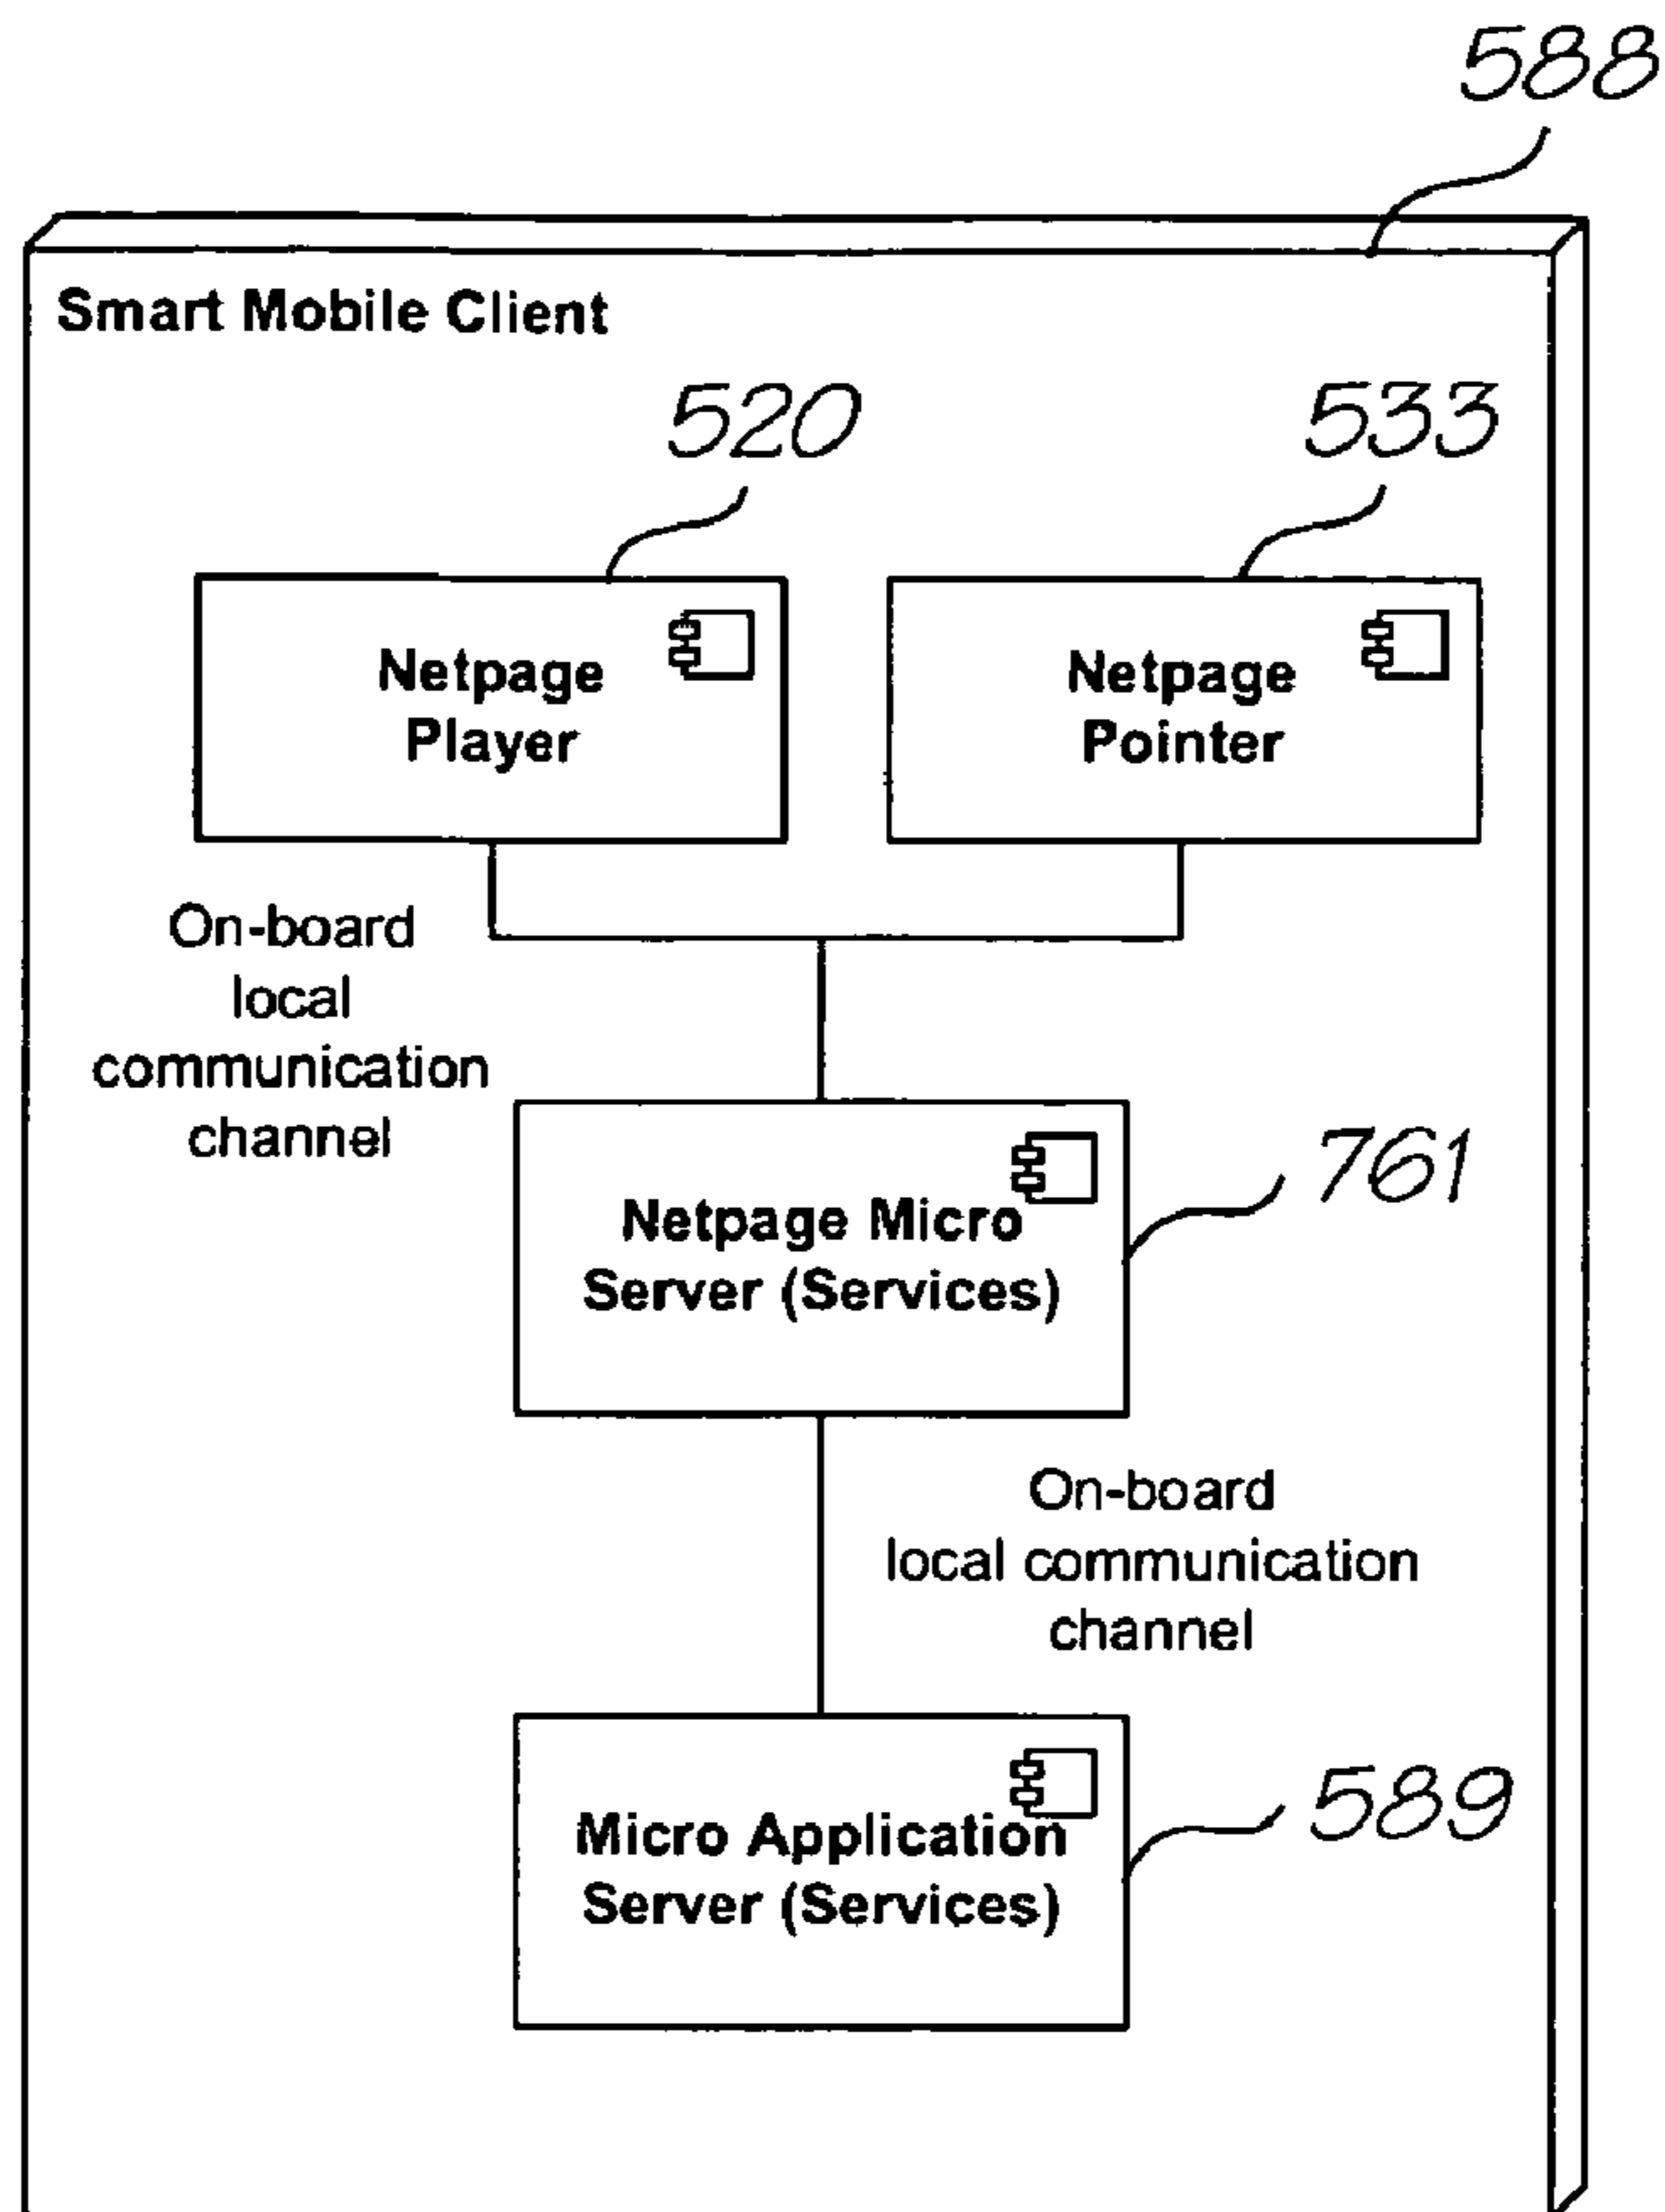 588
Smart Mobile Client
520
533
Netpage
Player
Netpage
Pointer
On-board
local
communication
channel
Netpage Micro
Server (Services)
761
On-board
local communication
channel
Micro Application
Server (Services)
589